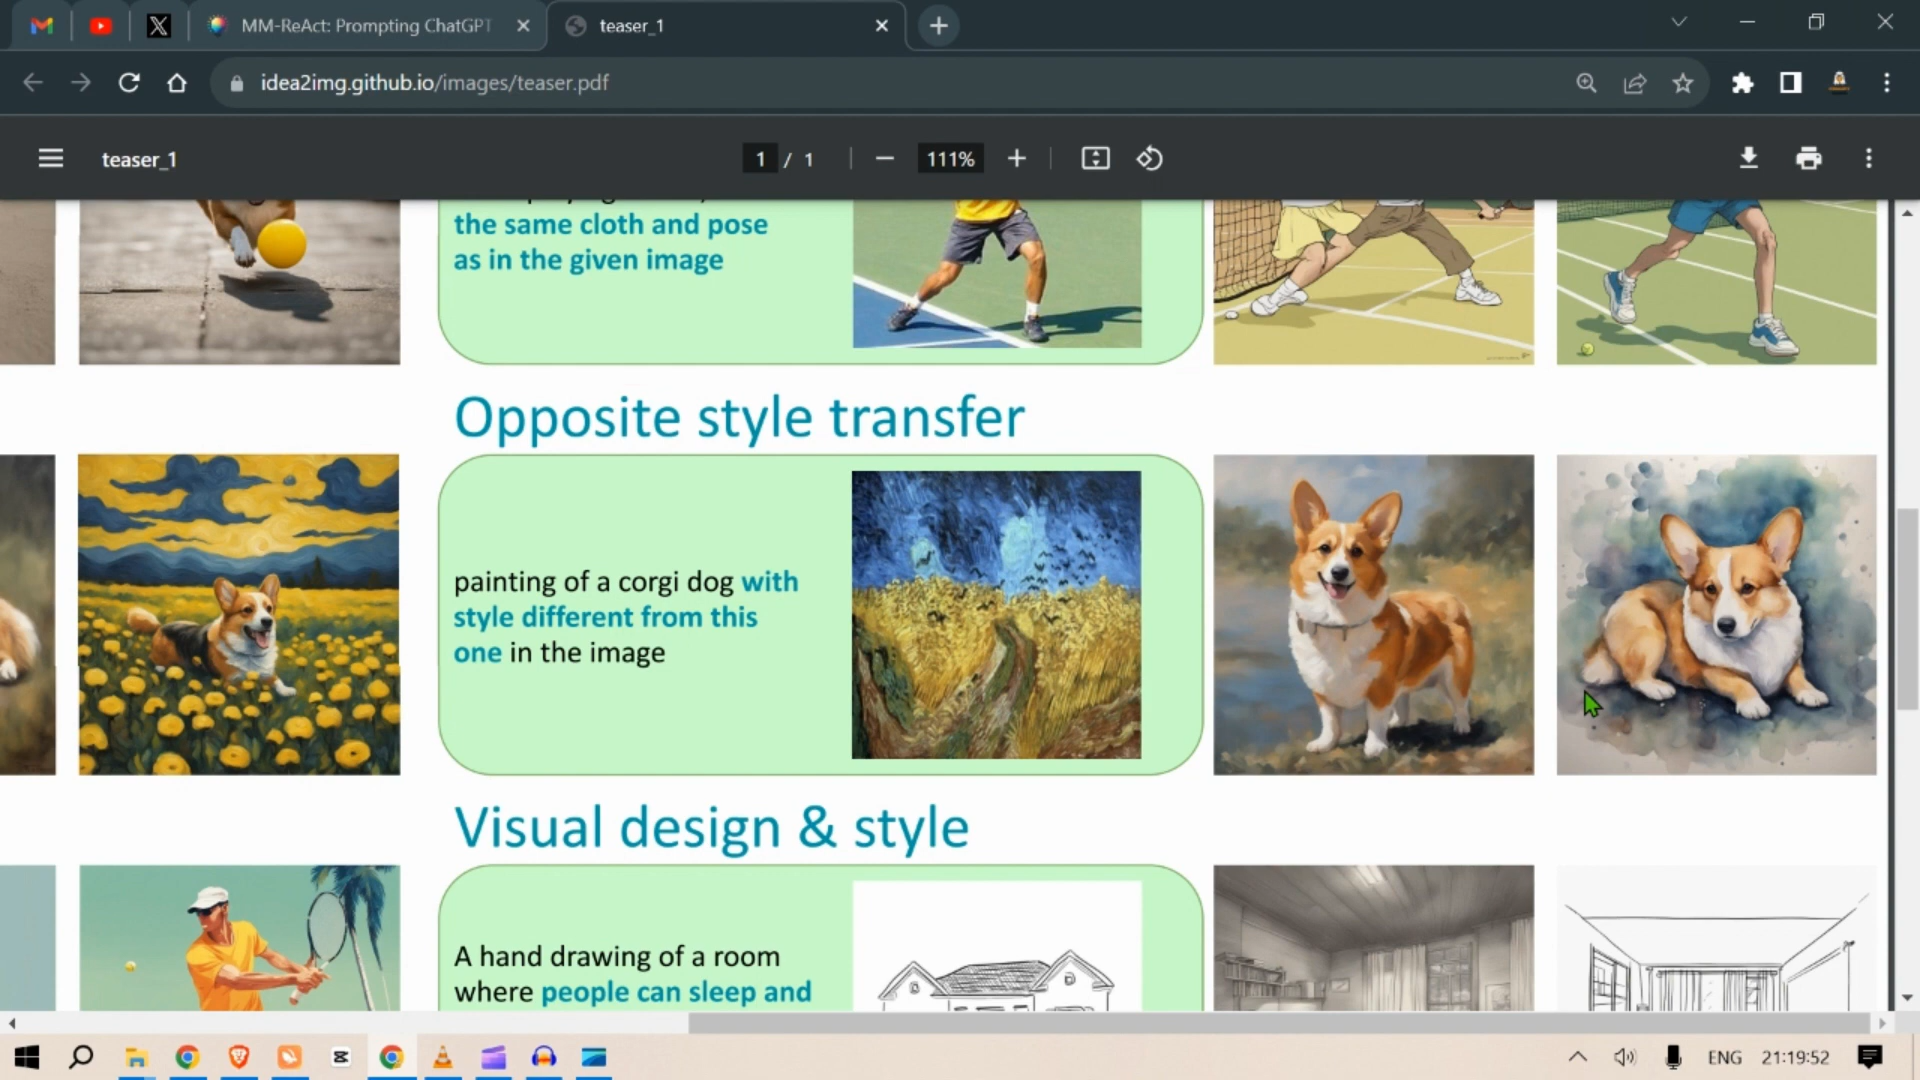 MM-ReAct: Prompting ChatGPT
teaser_1
idea2img.github.io/images/teaser.pdf
teaser_1
1 / 1
111%
the same cloth and pose
as in the given image
Opposite style transfer
painting of a corgi dog with
style different from this
one in the image
Visual design & style
A hand drawing of a room
where people can sleep and
ENG 21:19:52